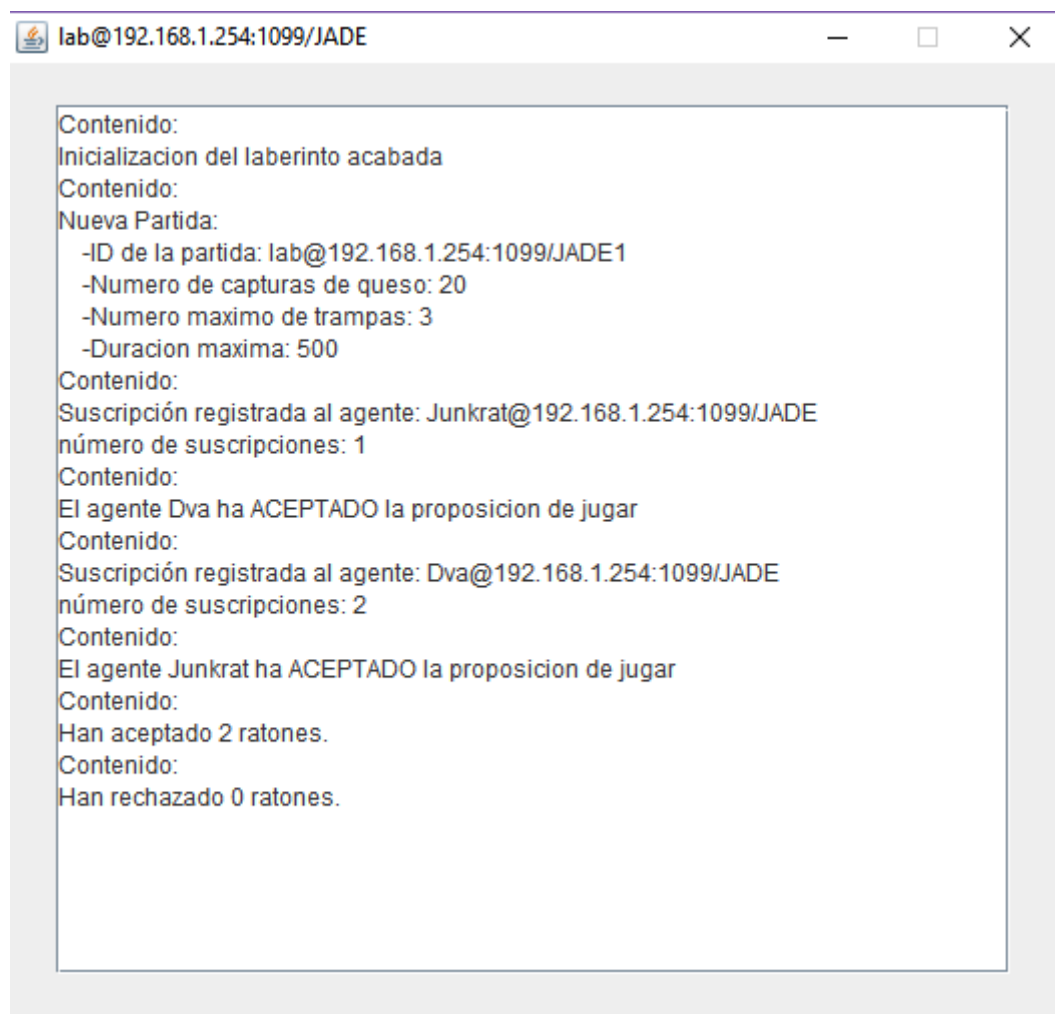 lab@192.168.1.254:1099/JADE
Contenido:
Inicializacion del laberinto acabada
Contenido:
Nueva Partida:
-ID de la partida: lab@192.168.1.254:1099/JADE1
-Numero de capturas de queso: 20
-Numero maximo de trampas: 3
-Duracion maxima: 500
Contenido:
Suscripción registrada al agente: Junkrat@192.168.1.254:1099/JADE
número de suscripciones: 1
Contenido:
El agente Dva ha ACEPTADO la proposicion de jugar
Contenido:
Suscripción registrada al agente: Dva@192.168.1.254:1099/JADE
número de suscripciones: 2
Contenido:
El agente Junkrat ha ACEPTADO la proposicion de jugar
Contenido:
Han aceptado 2 ratones.
Contenido:
Han rechazado 0 ratones.